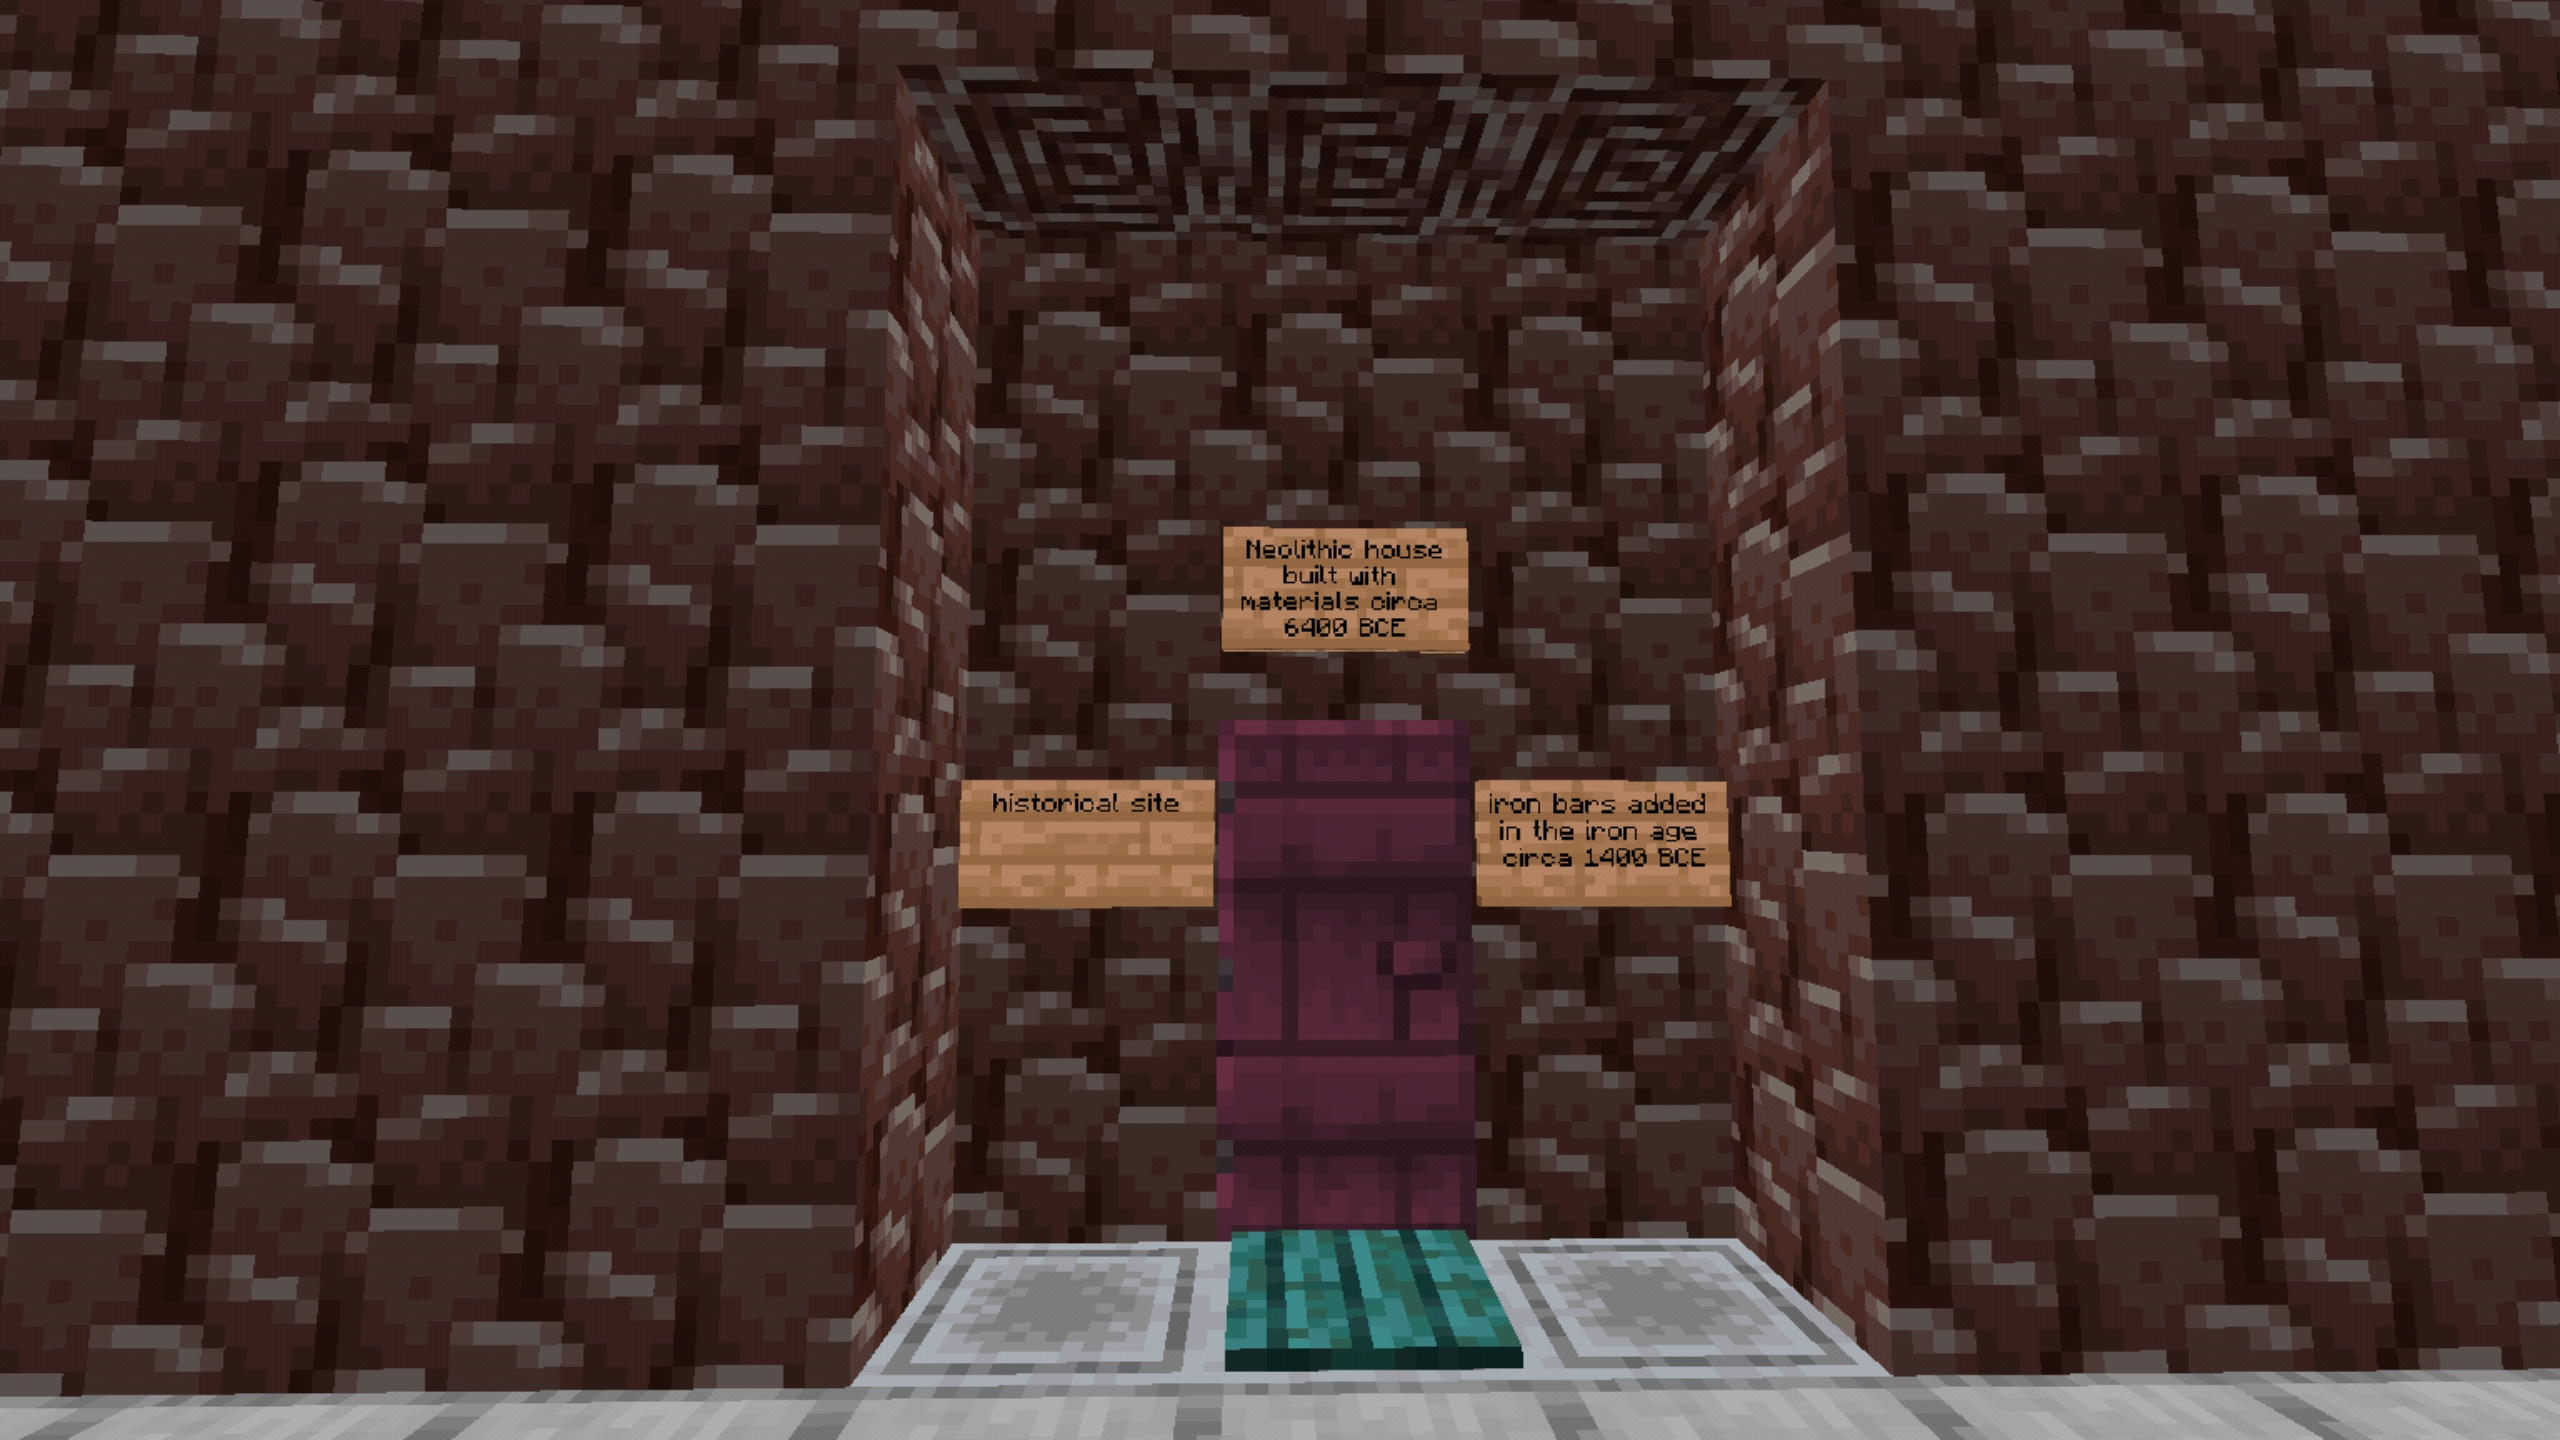 Neolithic house
built with
materials circa
6400 BCE
historical site
iron bars added
in the iron age
circa 1400 BCE